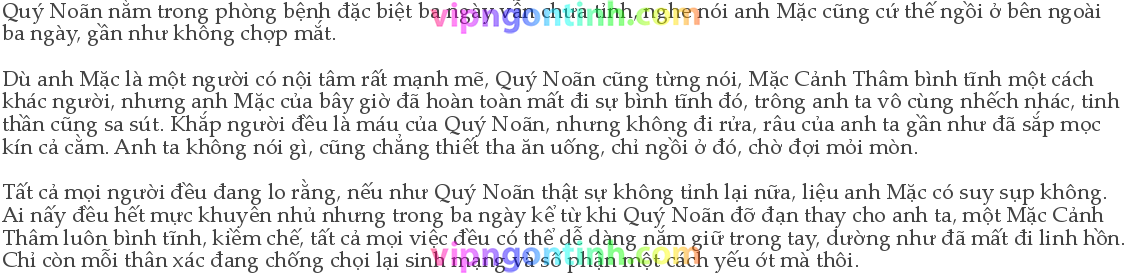 Quý Noãn nằm trong phòng bệnh đặc biệt ba ngày vẫn chưa tỉnh, nghe nói anh Mặc cũng cứ thế ngồi ở bên ngoài
vipngontinh.com
ba ngày, gần như không chợp mắt.
Dù anh Mặc là một người có nội tâm rất mạnh mẽ, Quý Noãn cũng từng nói, Mặc Cảnh Thâm bình tĩnh một cách
khác người, nhưng anh Mặc của bây giờ đã hoàn toàn mất đi sự bình tĩnh đó, trông anh ta vô cùng nhếch nhác, tinh
thần cũng sa sút. Khắp người đều là máu của Quý Noãn, nhưng không đi rửa, râu của anh ta gần như đã sắp mọc
kín cả cằm. Anh ta không nói gì, cũng chẳng thiết tha ăn uống, chỉ ngồi ở đó, chờ đợi mỏi mòn.
Tất cả mọi người đều đang lo rằng, nếu như Quý Noãn thật sự không tỉnh lại nữa, liệu anh Mặc có suy sụp không.
Ai nấy đều hết mực khuyên nhủ nhưng trong ba ngày kể từ khi Quý Noãn đỡ đạn thay cho anh ta, một Mặc Cảnh
Thâm luôn bình tĩnh, kiềm chế, tất cả mọi việc đều có thể dễ dàng nắm giữ trong tay, dường như đã mất đi linh hồn.
vipngontinh.com
Chỉ còn mỗi thân xác đang chống chọi lại sinh mạng và số phận một cách yếu ớt mà thôi.